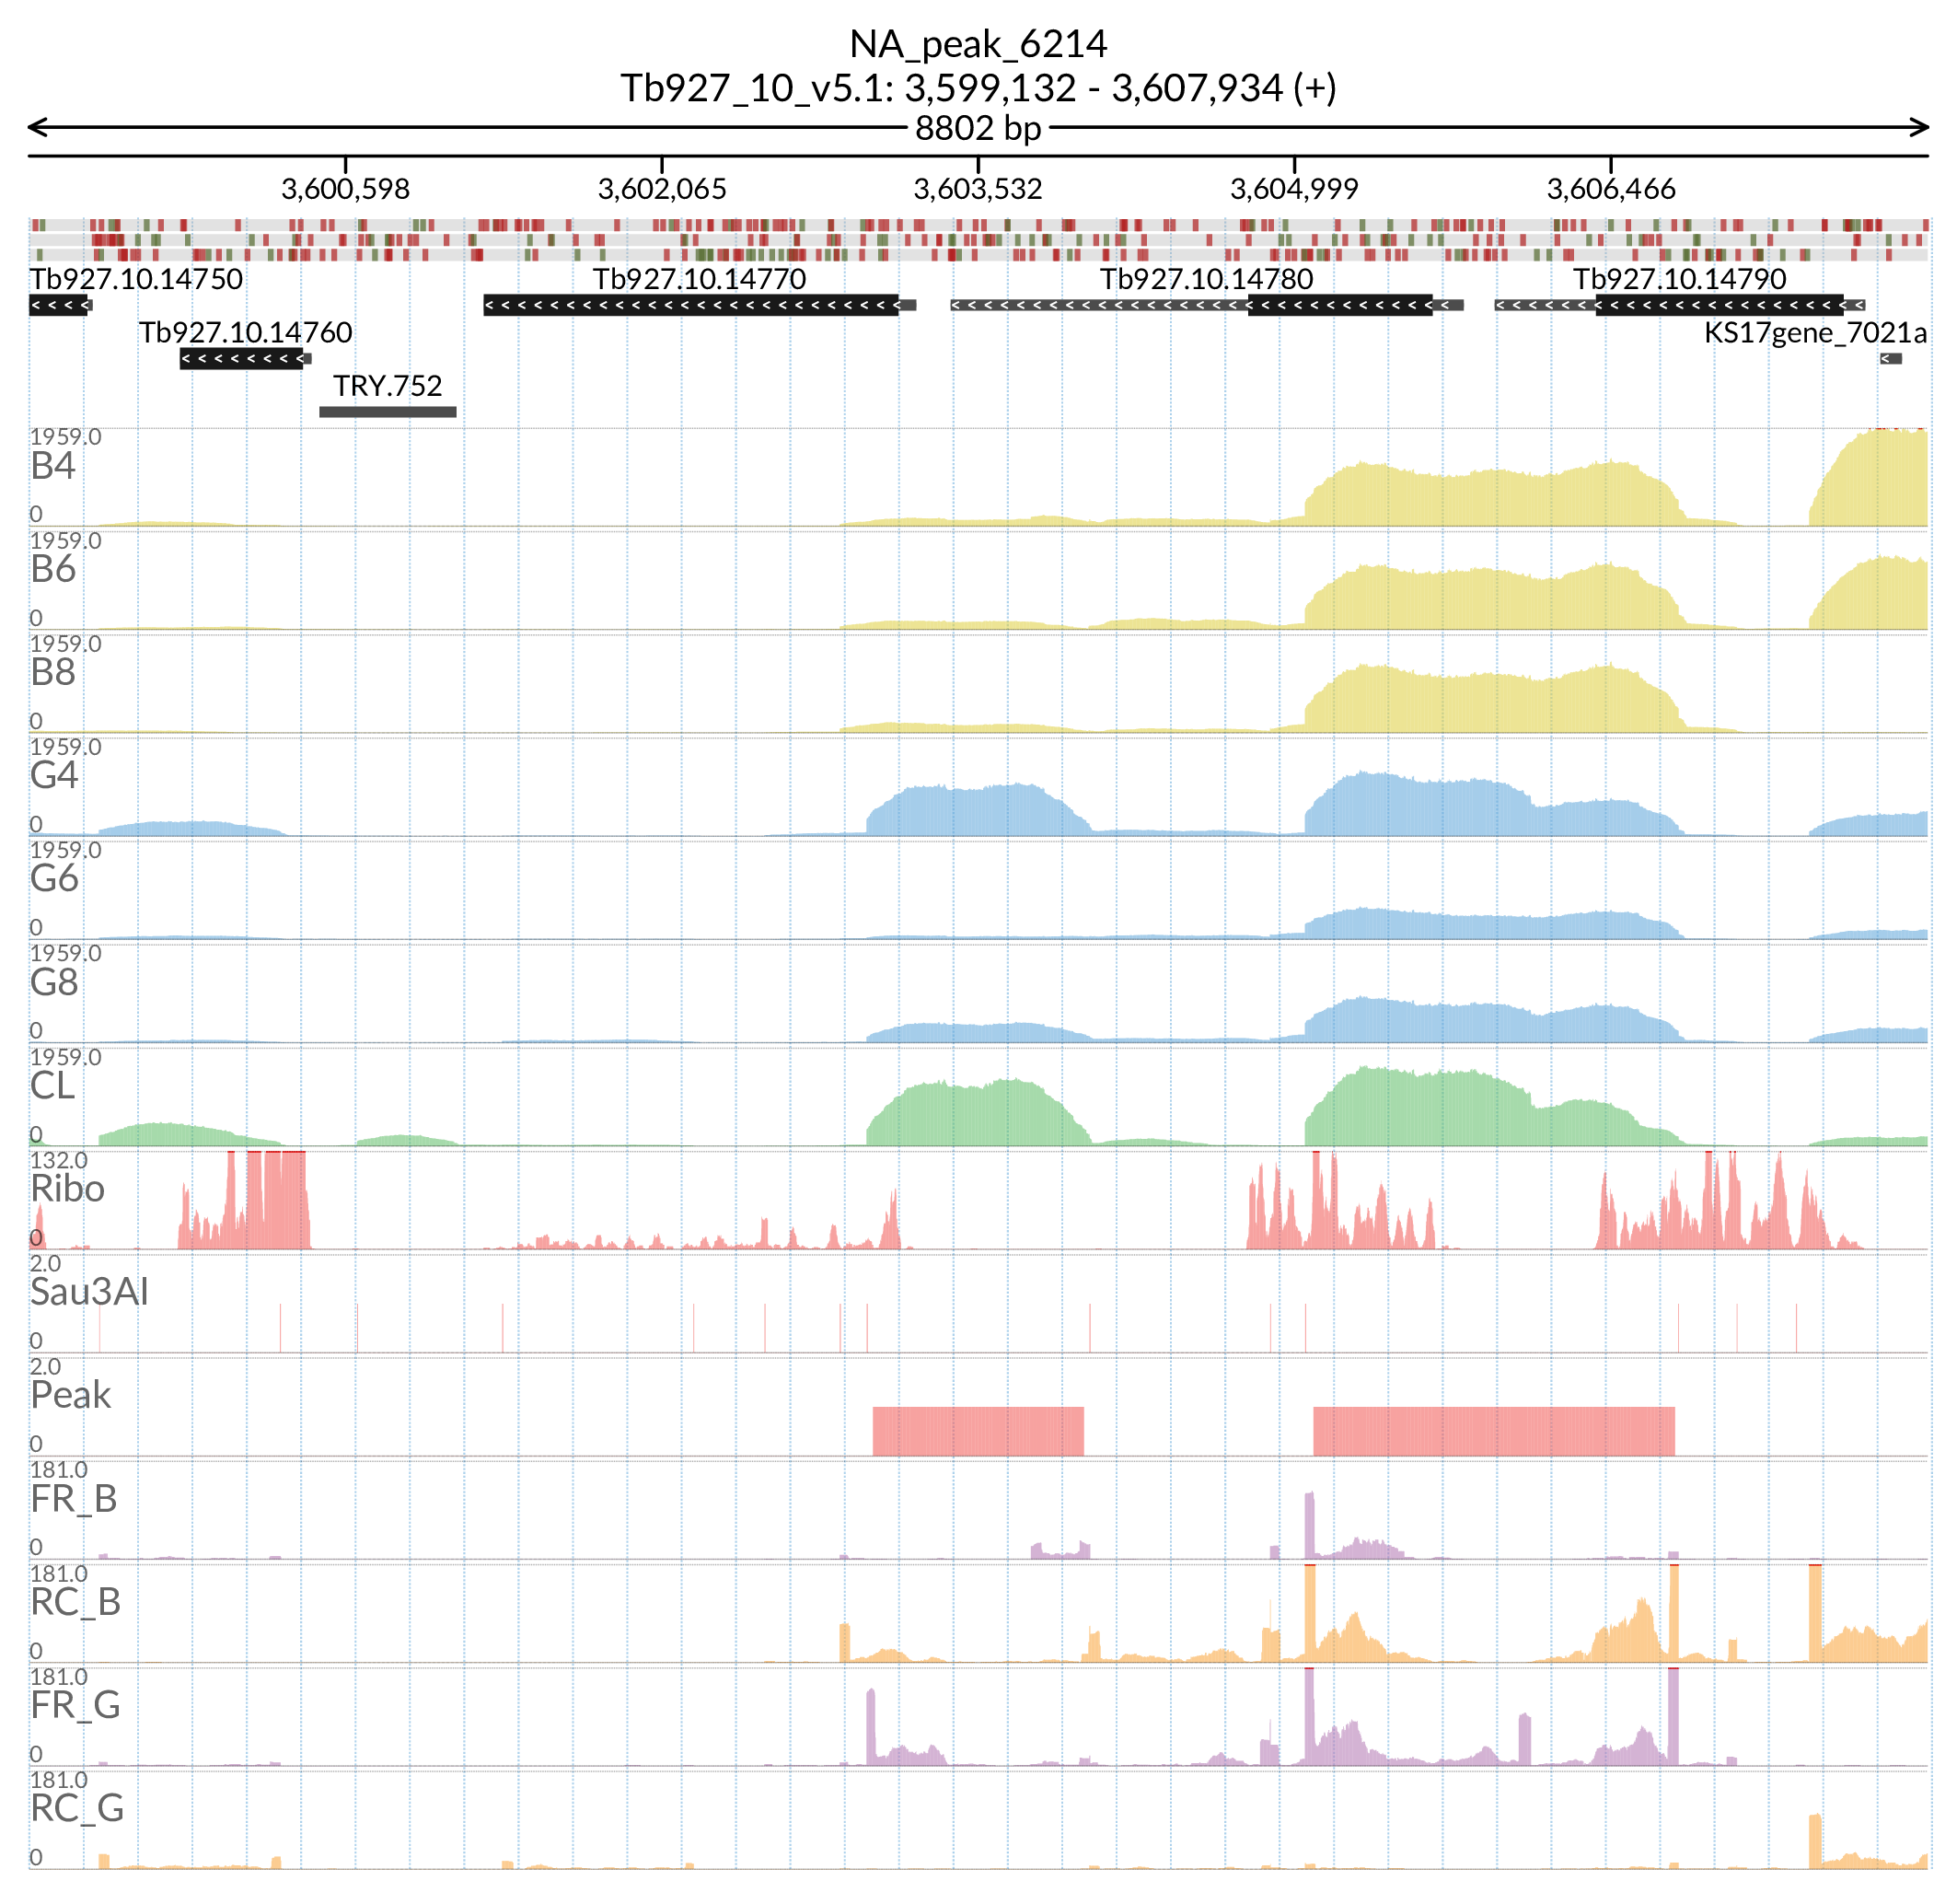 NA_peak_6214
Tb927_10_v5.1: 3,599,132 - 3,607,934 (+)
8802 bp
3,600,598 3,602,065 3,603,532 3,604,999 3,606,466
Tb927.10.14750 Tb927.10.14770 Tb927.10.14780 Tb927.10.14790
Tb927.10.14760 KS17gene_7021a
TRY.752
1959.0
B4
0
1959.0
B6
0
1959.0
B8
0
1959.0
G4
0
1959.0
G6
0
1959.0
G8
0
1959.0
CL
0
132.0
Ribo
0
2.0
Sau3AI
0
2.0
Peak
0
181.0
FR_B
0
181.0
RC_B
0
181.0
FR_G
0
181.0
RC_G
0